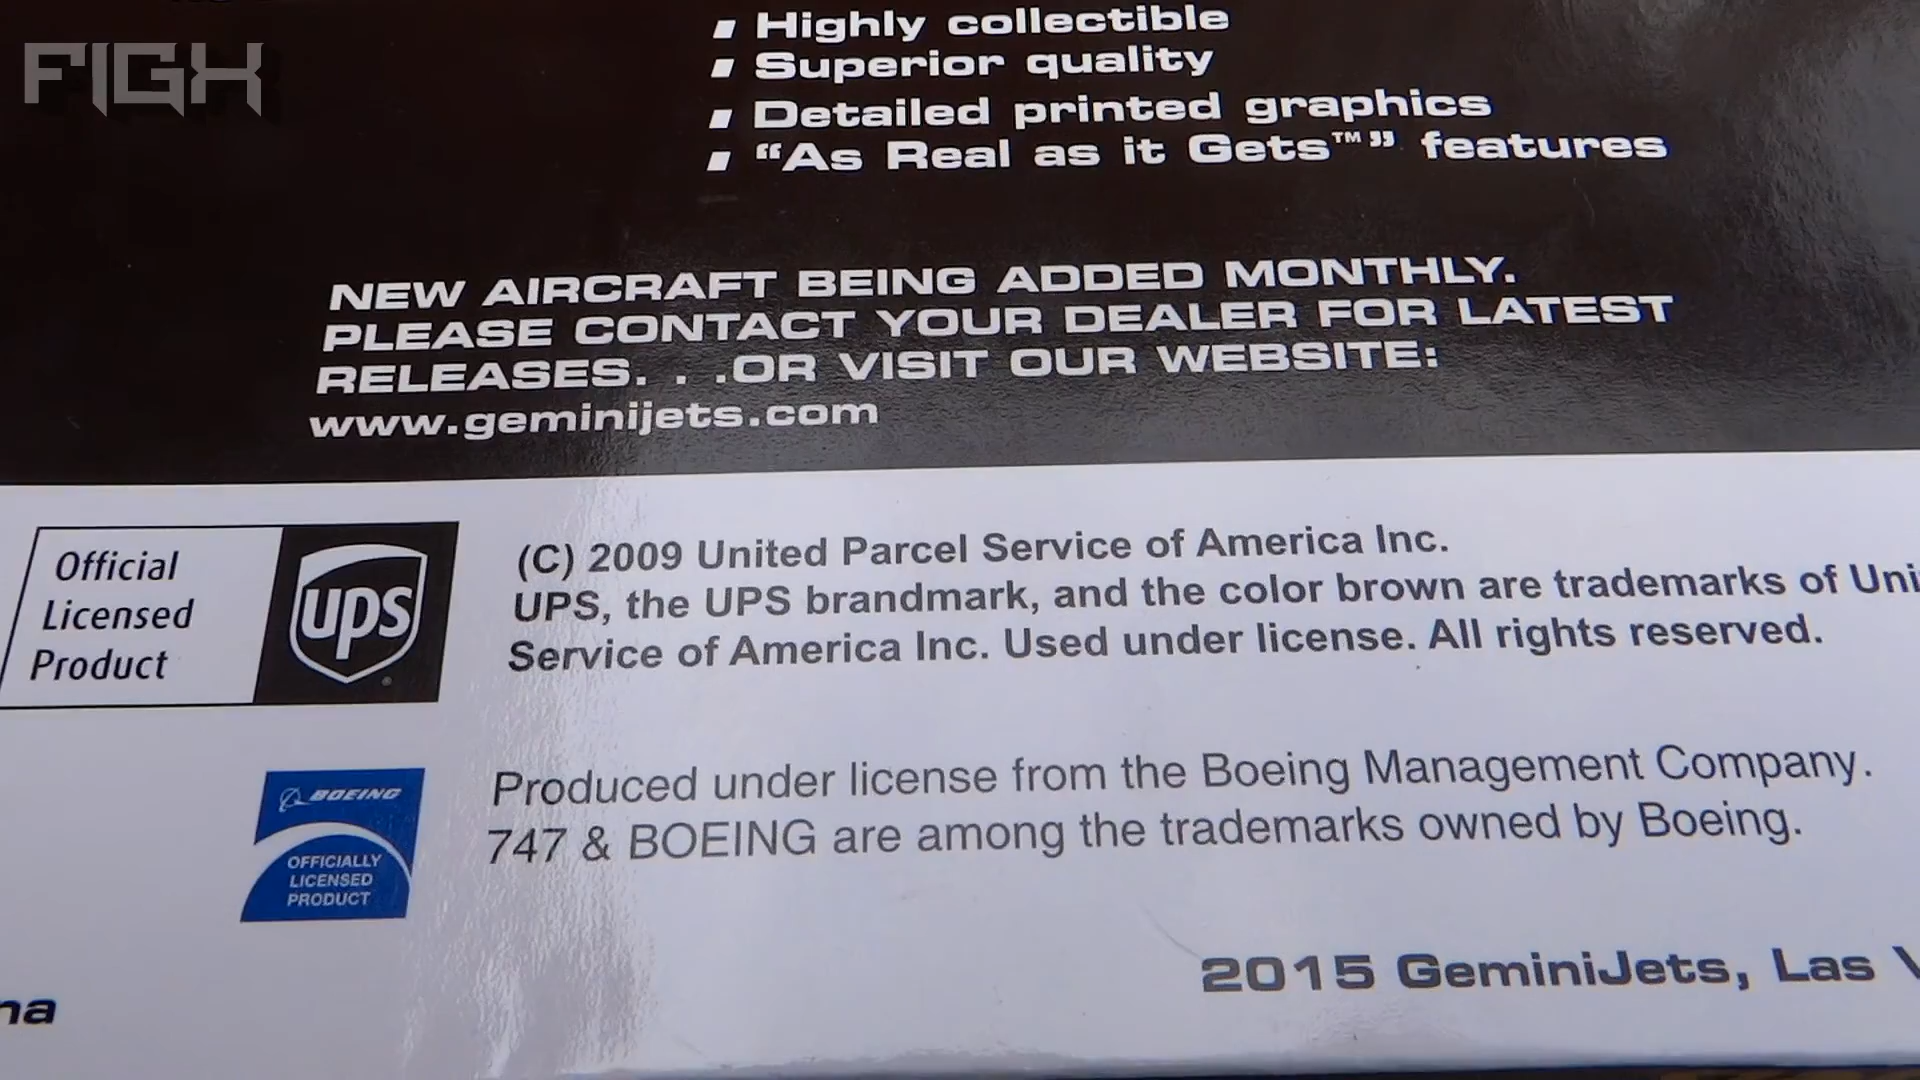 FIGX
Highly collectible
Superior quality
Detailed printed graphics
“As Real as it Gets™” features
NEW AIRCRAFT BEING ADDED MONTHLY.
PLEASE CONTACT YOUR DEALER FOR LATEST
RELEASES. . .OR VISIT OUR WEBSITE:
www.geminijets.com
Official
Licensed
Product
ups
(C) 2009 United Parcel Service of America Inc.
UPS, the UPS brandmark, and the color brown are trademarks of Uni
Service of America Inc. Used under license. All rights reserved.
BOEING
OFFICIALLY
LICENSED
PRODUCT
Produced under license from the Boeing Management Company.
747 & BOEING are among the trademarks owned by Boeing.
2015 GeminiJets, Las
na